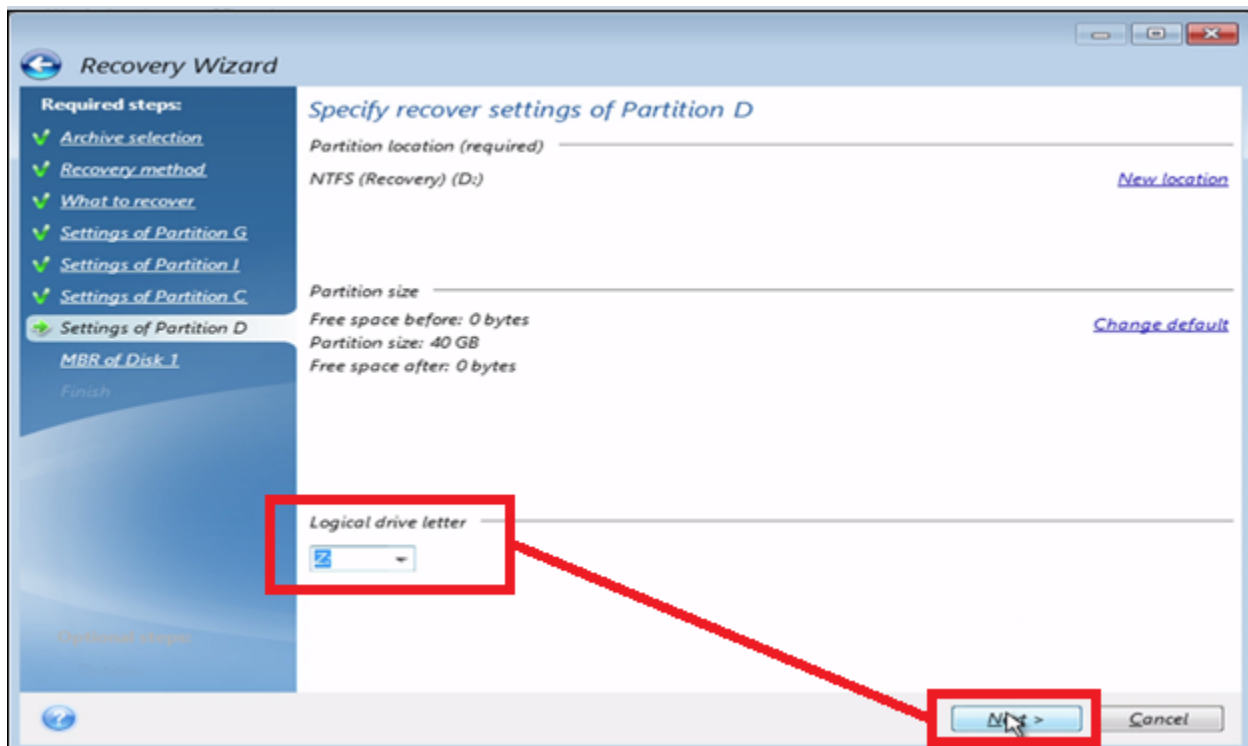 Recovery Wizard
Required steps:
Archive selection
Recovery method
What to recover
Settings of Partition G
Settings of Partition I
Settings of Partition C
Settings of Partition D
MBR of Disk 1
Finish
Specify recover settings of Partition D
Partition location (required)
NTFS (Recovery) (D:)
New location
Partition size
Free space before: 0 bytes
Change default
Partition size: 40 GB
Free space after: 0 bytes
Logical drive letter
Z
Optional steps:
Next >
Cancel